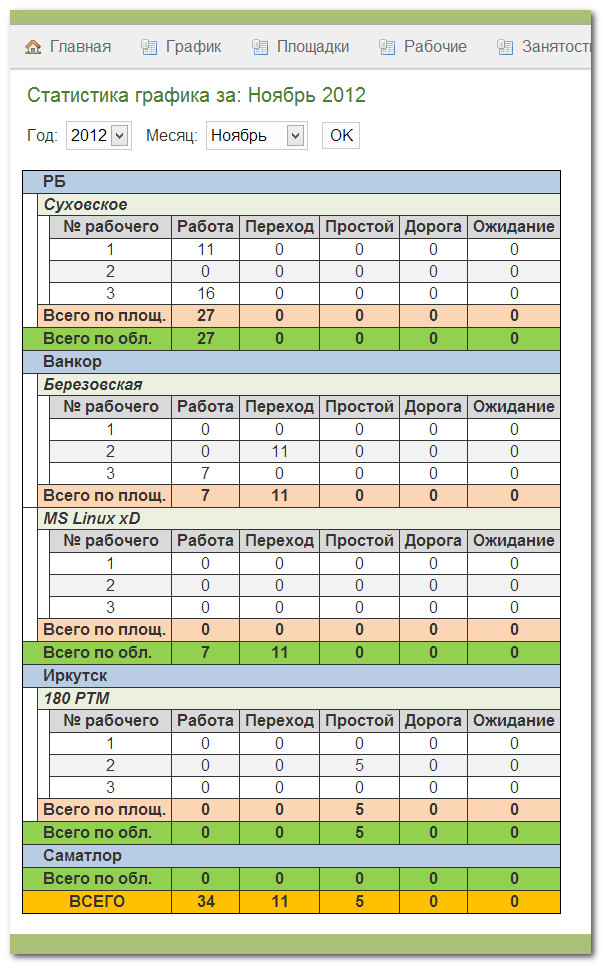 Главная График Площадки Рабочие Занятост
Статистика графика за: Ноябрь 2012
Год: 2012 Месяц: Ноябрь OK
РБ
Суховское
№ рабочего Работа Переход Простой Дорога Ожидание
1 11 0 0 0 0
2 0 0 0 0 0
3 16 0 0 0 0
Всего по площ. 27 0 0 0 0
Всего по обл. 27 0 0 0 0
Ванкор
Березовская
№ рабочего Работа Переход Простой Дорога Ожидание
1 0 0 0 0 0
2 0 11 0 0 0
3 7 0 0 0 0
Всего по площ. 7 11 0 0 0
MS Linux xD
№ рабочего Работа Переход Простой Дорога Ожидание
1 0 0 0 0 0
2 0 0 0 0 0
3 0 0 0 0 0
Всего по площ. 0 0 0 0 0
Всего по обл. 7 11 0 0 0
Иркутск
180 РТМ
№ рабочего Работа Переход Простой Дорога Ожидание
1 0 0 0 0 0
2 0 0 5 0 0
3 0 0 0 0 0
Всего по площ. 0 0 5 0 0
Всего по обл. 0 0 5 0 0
Саматлор
Всего по обл. 0 0 0 0 0
ВСЕГО 34 11 5 0 0